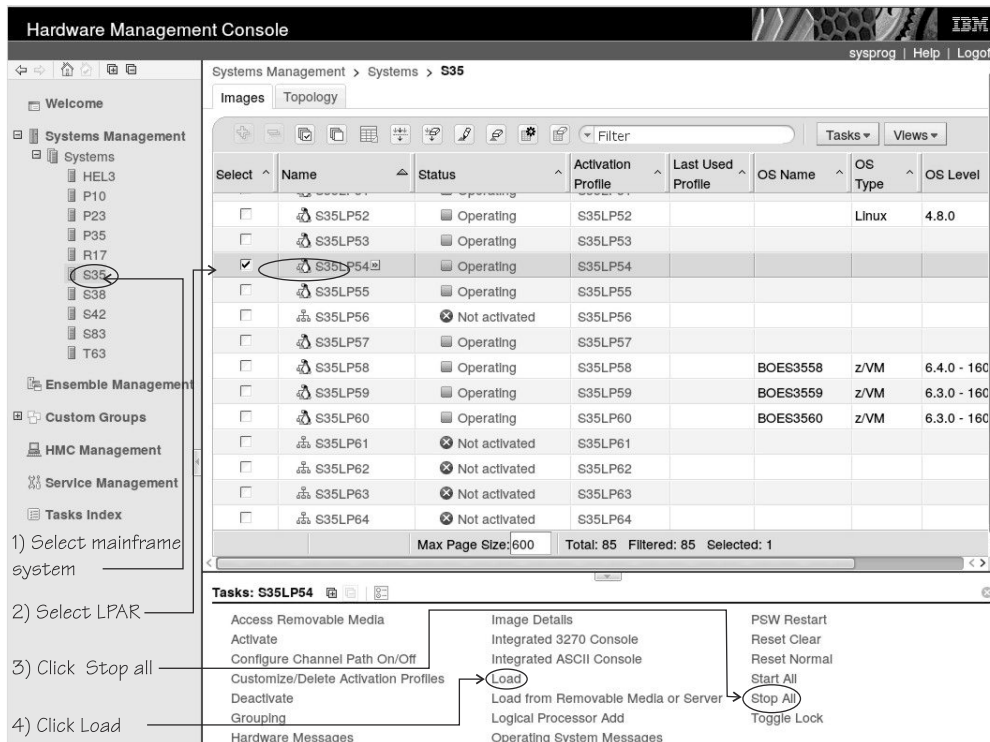 Hardware Management Console
IBM
sysprog | Help | Logof
Systems Management > Systems > S35
Welcome
Systems Management
Systems
HEL3
P10
P23
P35
R17
S35
S38
S42
S83
T63
Ensemble Management
Custom Groups
HMC Management
Service Management
Tasks Index
1) Select mainframe
system
2) Select LPAR
3) Click Stop all
4) Click Load
Images Topology
Filter Tasks Views
Select Name Status Activation Profile Last Used Profile OS Name OS Type OS Level
S35LP52 Operating S35LP52 Linux 4.8.0
S35LP53 Operating S35LP53
S35LP54 Operating S35LP54
S35LP55 Operating S35LP55
S35LP56 Not activated S35LP56
S35LP57 Operating S35LP57
S35LP58 Operating S35LP58 BOES3558 z/VM 6.4.0 - 160
S35LP59 Operating S35LP59 BOES3559 z/VM 6.3.0 - 160
S35LP60 Operating S35LP60 BOES3560 z/VM 6.3.0 - 160
S35LP61 Not activated S35LP61
S35LP62 Not activated S35LP62
S35LP63 Not activated S35LP63
S35LP64 Not activated S35LP64
Max Page Size: 600 Total: 85 Filtered: 85 Selected: 1
Tasks: S35LP54
Access Removable Media Image Details PSW Restart
Activate Integrated 3270 Console Reset Clear
Configure Channel Path On/Off Integrated ASCII Console Reset Normal
Customize/Delete Activation Profiles Load Start All
Deactivate Load from Removable Media or Server Stop All
Grouping Logical Processor Add Toggle Lock
Hardware Messages Operating System Messages